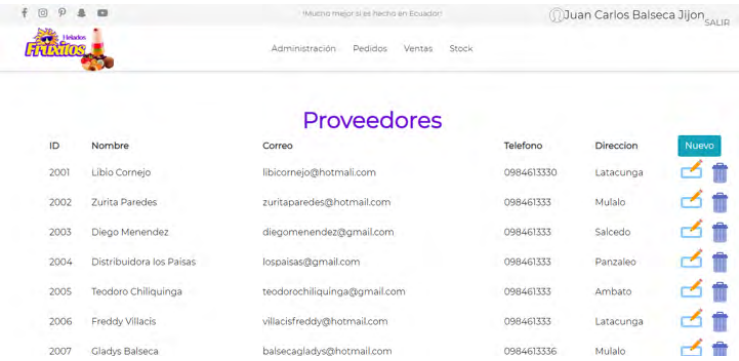 ¡Mucho mejor si es hecho en Ecuador!
Juan Carlos Balseca Jijon
SALIR
Helados
Fruxitos
Administración Pedidos Ventas Stock
Proveedores
ID Nombre Correo Telefono Direccion Nuevo
2001 Libio Cornejo libicornejo@hotmali.com 0984613330 Latacunga
2002 Zurita Paredes zuritaparedes@hotmail.com 098461333 Mulalo
2003 Diego Menendez diegomenendez@gmail.com 098461333 Salcedo
2004 Distribuidora los Paisas lospaisas@gmail.com 098461333 Panzaleo
2005 Teodoro Chiliquinga teodorochiliquinga@gmail.com 098461333 Ambato
2006 Freddy Villacis villacisfreddy@hotmail.com 098461333 Latacunga
2007 Gladys Balseca balsecagladys@hotmail.com 0984613336 Mulalo